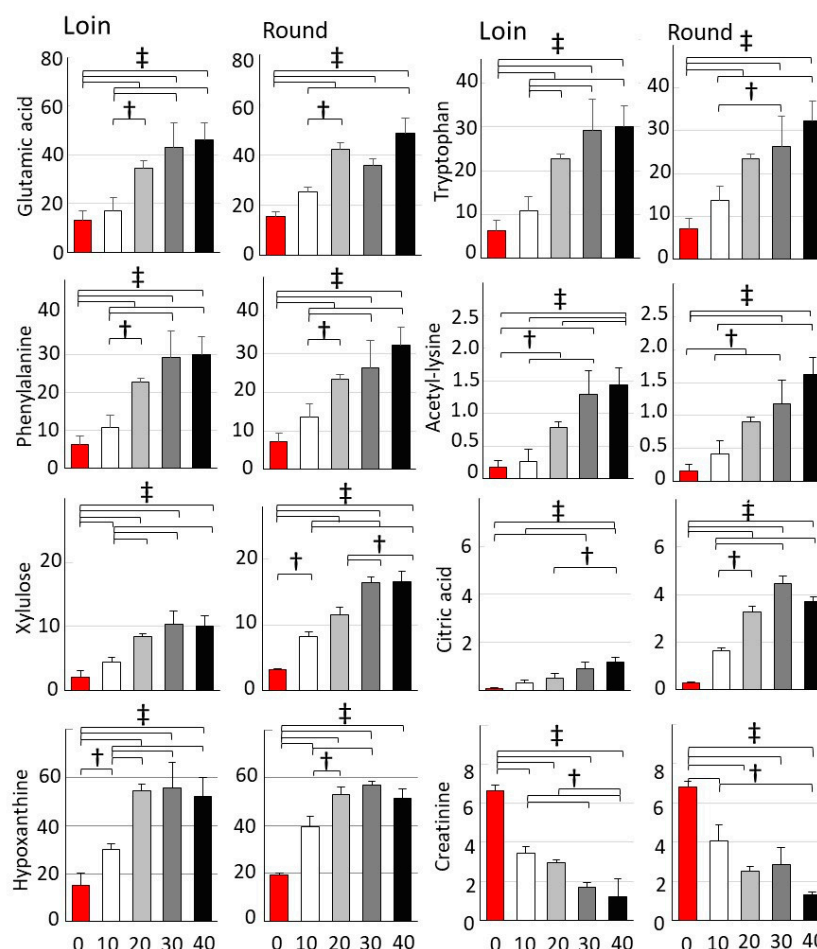 Loin Round Loin Round
‡ ‡ ‡ ‡
† † †
Glutamic acid
80 80
60 60
40 40
20 20
0 0
Tryptophan
40 40
30 30
20 20
10 10
0 0
‡ ‡ ‡ ‡
† † † †
Phenylalanine
40 40
30 30
20 20
10 10
0 0
Acetyl-lysine
2.5 2.5
2.0 2.0
1.5 1.5
1.0 1.0
0.5 0.5
0 0
‡ ‡ ‡ ‡
† † † †
Xylulose
20 20
10 10
0 0
Citric acid
6 6
4 4
2 2
0 0
‡ ‡ ‡ ‡
† † † †
Hypoxanthine
60 60
40 40
20 20
0 0
Creatinine
8 8
6 6
4 4
2 2
0 0
0 10 20 30 40 0 10 20 30 40 0 10 20 30 40 0 10 20 30 40